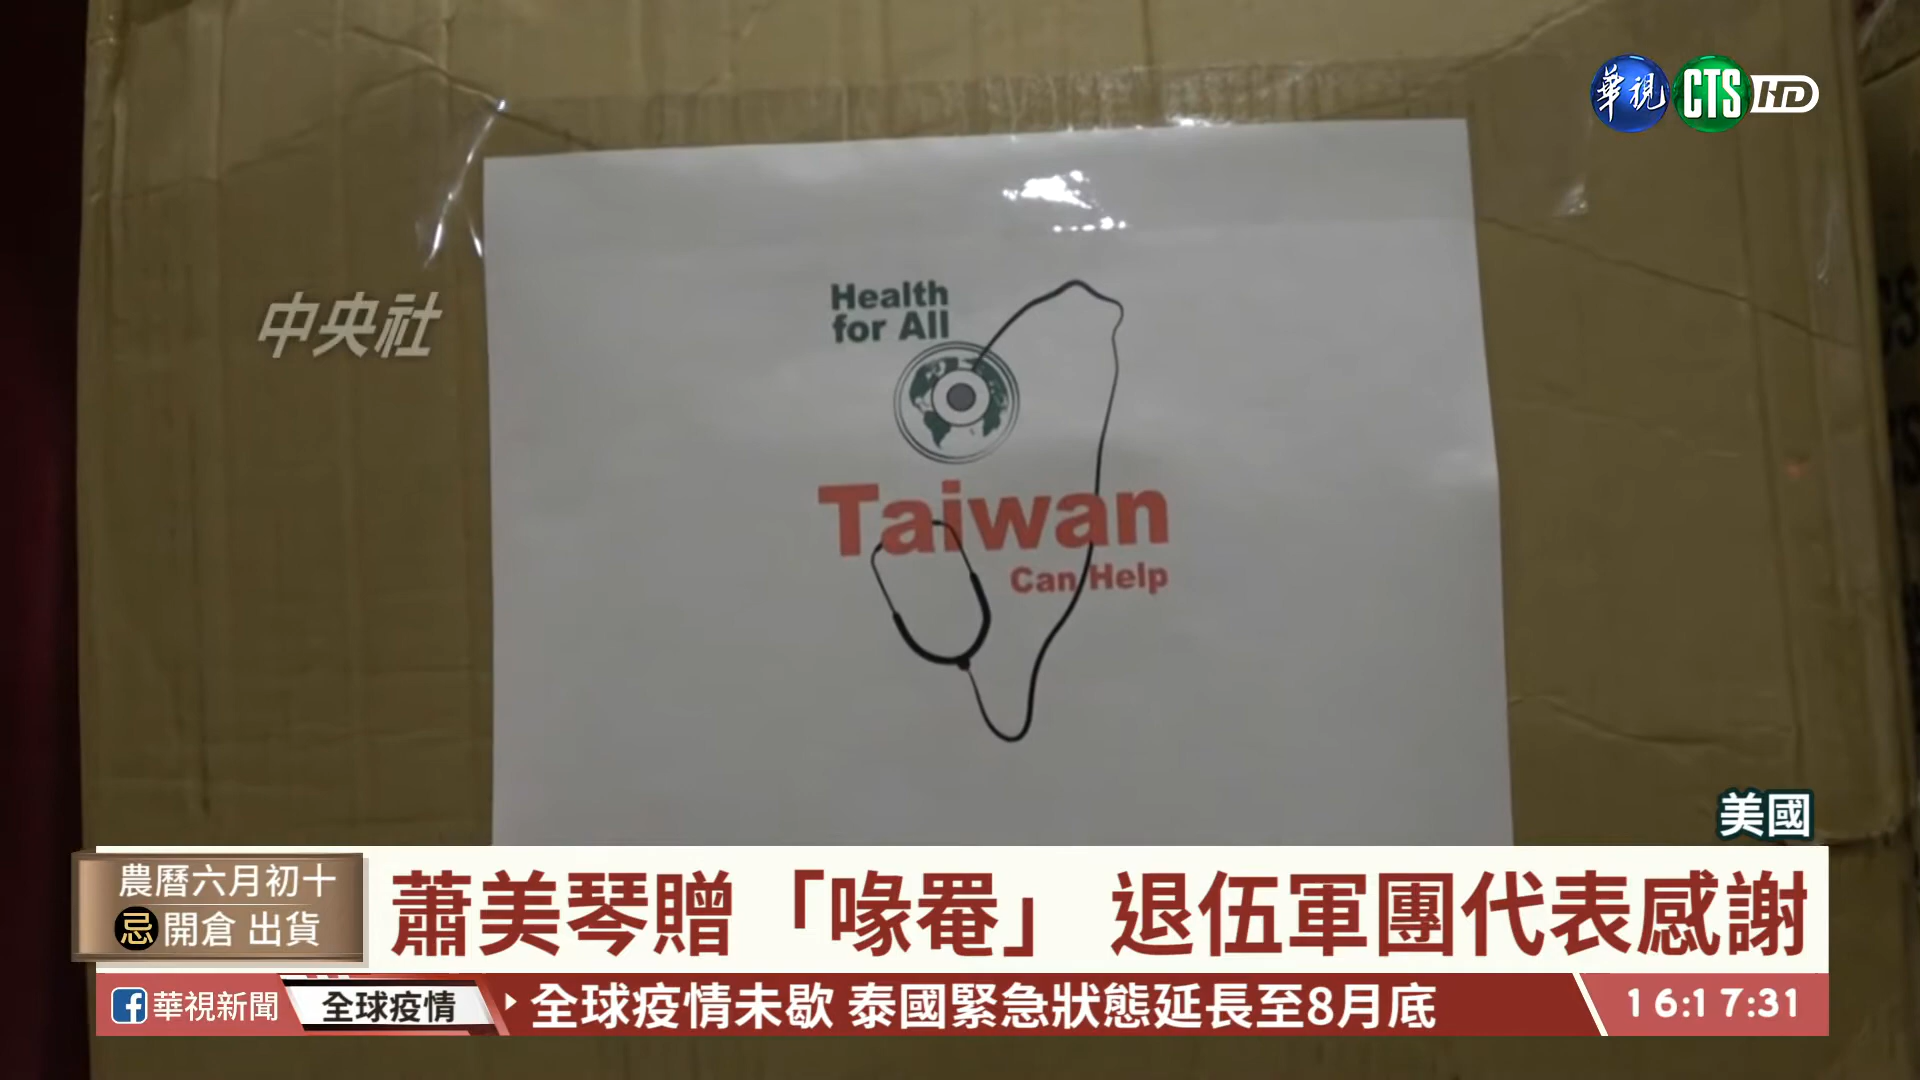 華視 CTS HD
中央社
Health
for All
Taiwan
Can Help
美國
農曆六月初十
忌 開倉 出貨
蕭美琴贈「喙罨」 退伍軍團代表感謝
華視新聞 全球疫情 全球疫情未歇 泰國緊急狀態延長至8月底 16:17:31